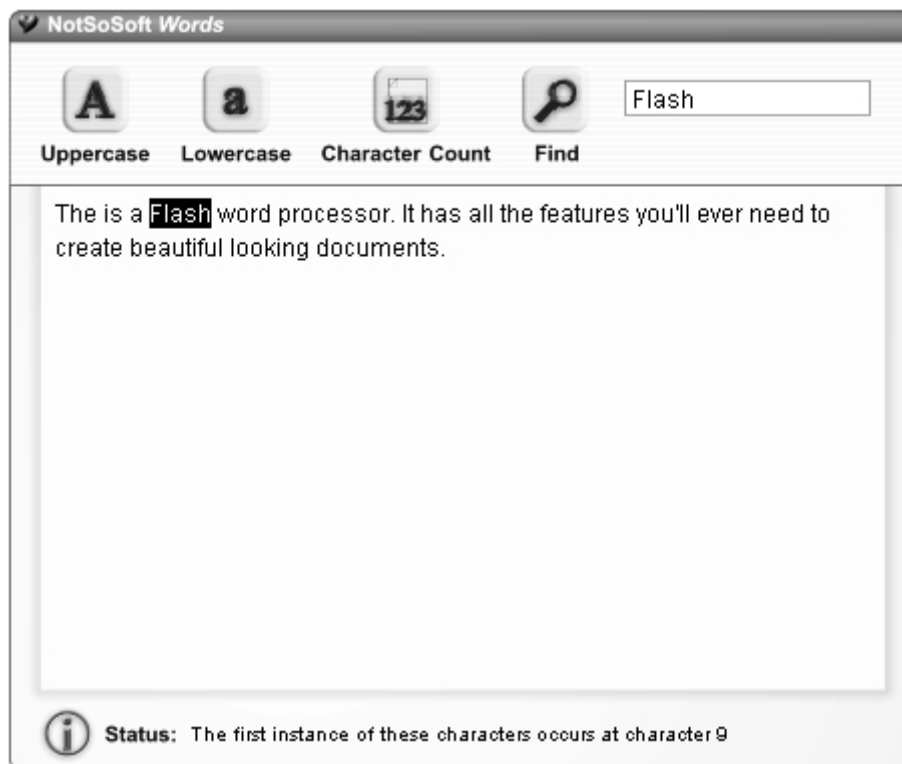 NotSoSoft Words
A a 123 Flash
Uppercase Lowercase Character Count Find
The is a Flash word processor. It has all the features you'll ever need to
create beautiful looking documents.
i Status: The first instance of these characters occurs at character 9